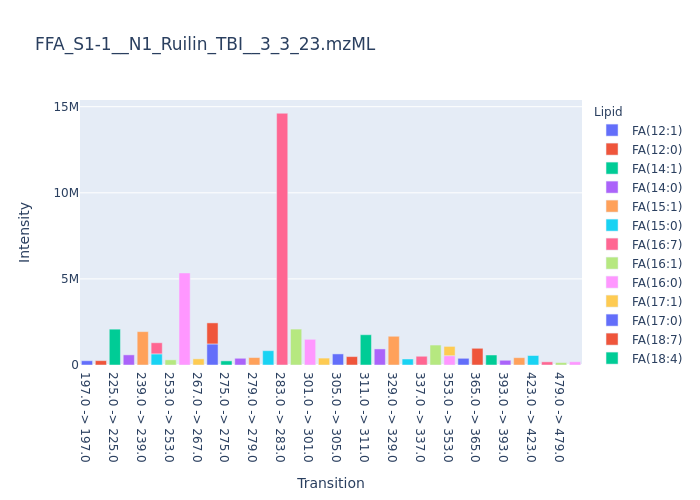 FFA_S1-1__N1_Ruilin_TBI__3_3_23.mzML
15M
10M
5M
0
Intensity
197.0 -> 197.0
225.0 -> 225.0
239.0 -> 239.0
253.0 -> 253.0
267.0 -> 267.0
275.0 -> 275.0
279.0 -> 279.0
283.0 -> 283.0
301.0 -> 301.0
305.0 -> 305.0
311.0 -> 311.0
329.0 -> 329.0
337.0 -> 337.0
353.0 -> 353.0
365.0 -> 365.0
393.0 -> 393.0
423.0 -> 423.0
479.0 -> 479.0
Transition
Lipid
FA(12:1)
FA(12:0)
FA(14:1)
FA(14:0)
FA(15:1)
FA(15:0)
FA(16:7)
FA(16:1)
FA(16:0)
FA(17:1)
FA(17:0)
FA(18:7)
FA(18:4)